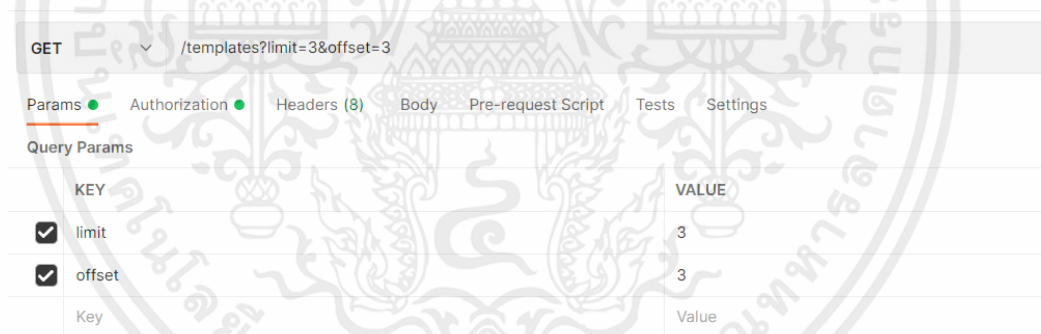 GET /templates?limit=3&offset=3
Params Authorization Headers (8) Body Pre-request Script Tests Settings
Query Params
KEY VALUE
limit 3
offset 3
Key Value